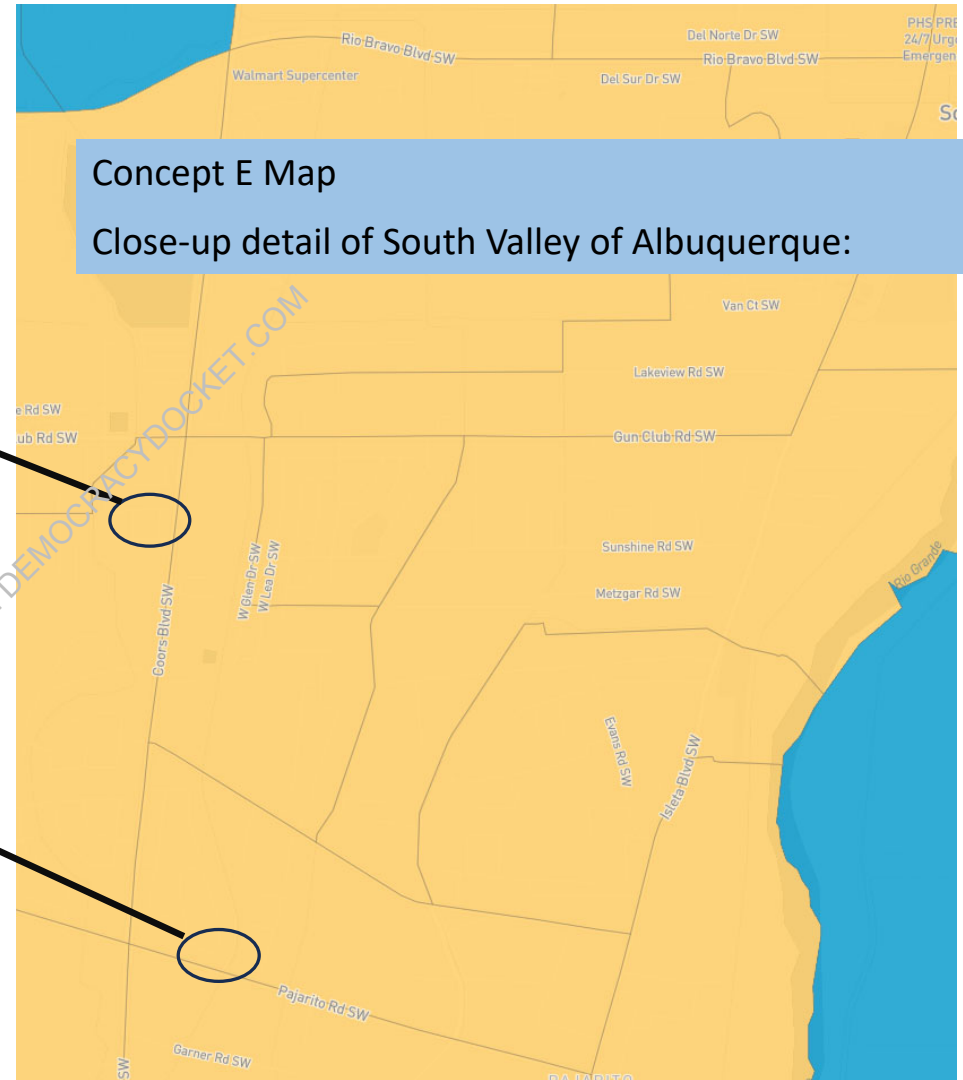 Rio Bravo Blvd SW
Del Norte Dr SW
PHS PRE
24/7 Urg
Emergen
Rio Bravo Blvd SW
Walmart Supercenter
Del Sur Dr SW
So
Concept E Map
Close-up detail of South Valley of Albuquerque:
Van Ct SW
Lakeview Rd SW
e Rd SW
lub Rd SW
Gun Club Rd SW
DEMOCRACYDOCKET.COM
Sunshine Rd SW
W Glen Dr SW
W Lea Dr SW
Rio Grande
Metzgar Rd SW
Coors Blvd SW
Evans Rd SW
Isleta Blvd SW
Pajarito Rd SW
Garner Rd SW
SW
PAJARITO